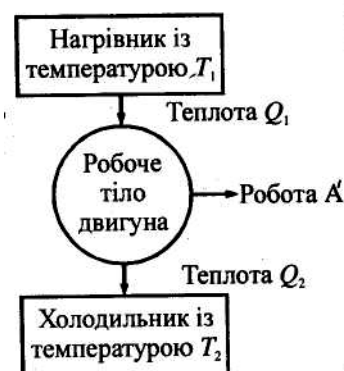 Нагрівник із
температурою T₁
Теплота Q₁
Робоче
тіло
двигуна
Робота A′
Теплота Q₂
Холодильник із
температурою T₂